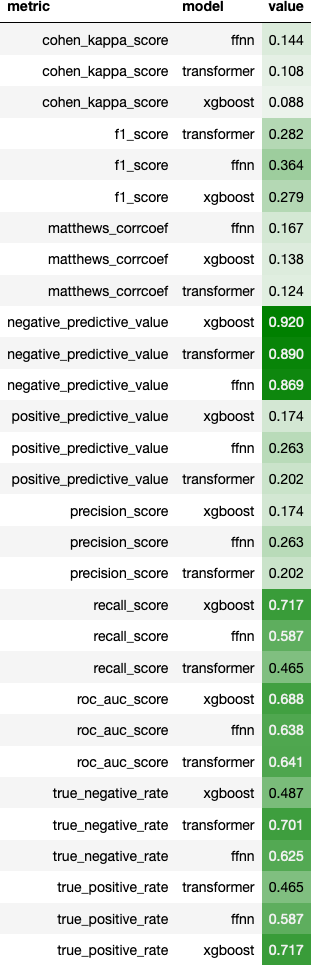 metric model value
cohen_kappa_score ffnn 0.144
cohen_kappa_score transformer 0.108
cohen_kappa_score xgboost 0.088
f1_score transformer 0.282
f1_score ffnn 0.364
f1_score xgboost 0.279
matthews_corrcoef ffnn 0.167
matthews_corrcoef xgboost 0.138
matthews_corrcoef transformer 0.124
negative_predictive_value xgboost 0.920
negative_predictive_value transformer 0.890
negative_predictive_value ffnn 0.869
positive_predictive_value xgboost 0.174
positive_predictive_value ffnn 0.263
positive_predictive_value transformer 0.202
precision_score xgboost 0.174
precision_score ffnn 0.263
precision_score transformer 0.202
recall_score xgboost 0.717
recall_score ffnn 0.587
recall_score transformer 0.465
roc_auc_score xgboost 0.688
roc_auc_score ffnn 0.638
roc_auc_score transformer 0.641
true_negative_rate xgboost 0.487
true_negative_rate transformer 0.701
true_negative_rate ffnn 0.625
true_positive_rate transformer 0.465
true_positive_rate ffnn 0.587
true_positive_rate xgboost 0.717